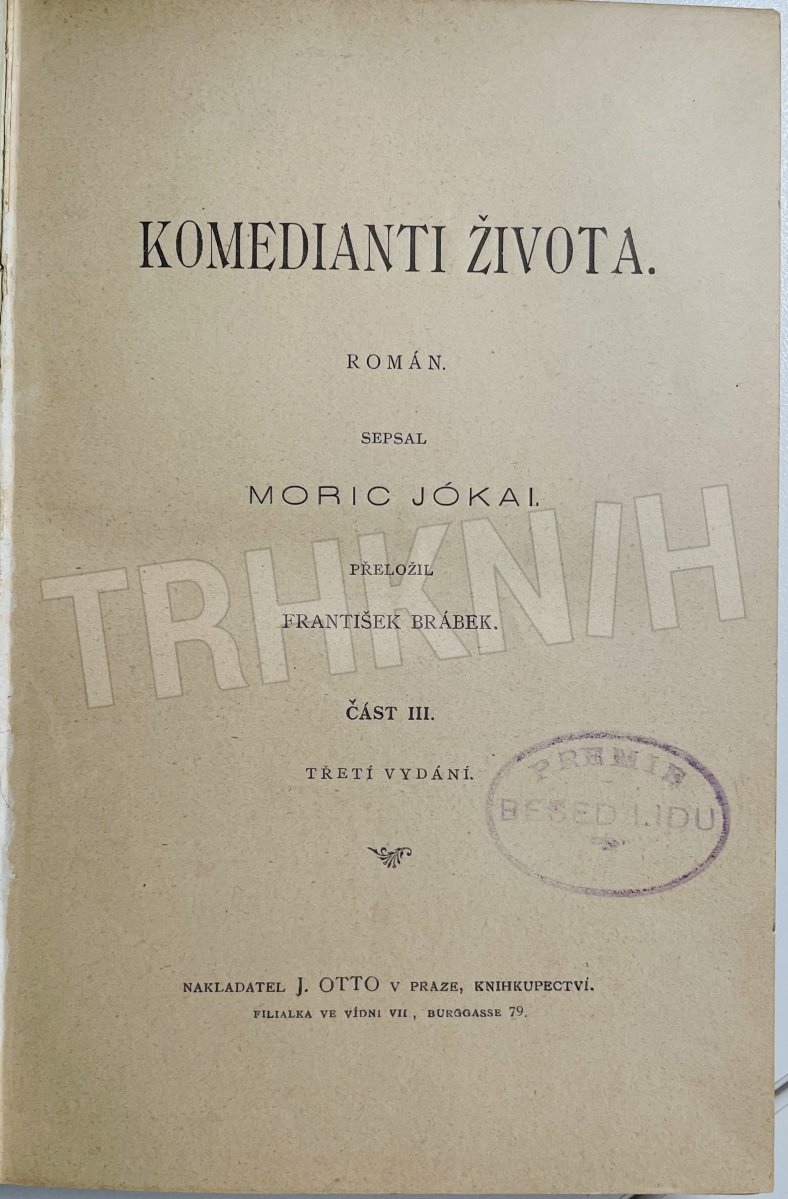 KOMEDIANTI ŽIVOTA.
ROMÁN.
SEPSAL
MORIC JÓKAI.
TRHKNIH
PŘELOŽIL
FRANTIŠEK BRÁBEK.
ČÁST III.
TŘETÍ VYDÁNÍ.
PREMIE
BESED LIDU
NAKLADATEL J. OTTO V PRAZE, KNIHKUPECTVÍ.
FILIALKA VE VÍDNI VII., BURGGASSE 79.